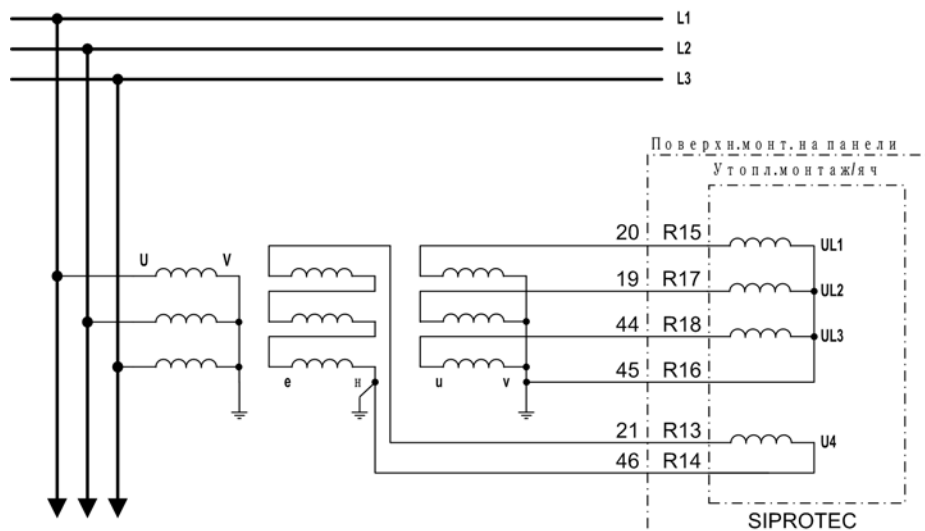 L1
L2
L3
Поверхн.монт.на панели
Утопл.монтаж/яч
20 R15 UL1
U V
19 R17 UL2
44 R18 UL3
45 R16
e н u v
21 R13 U4
46 R14
SIPROTEC